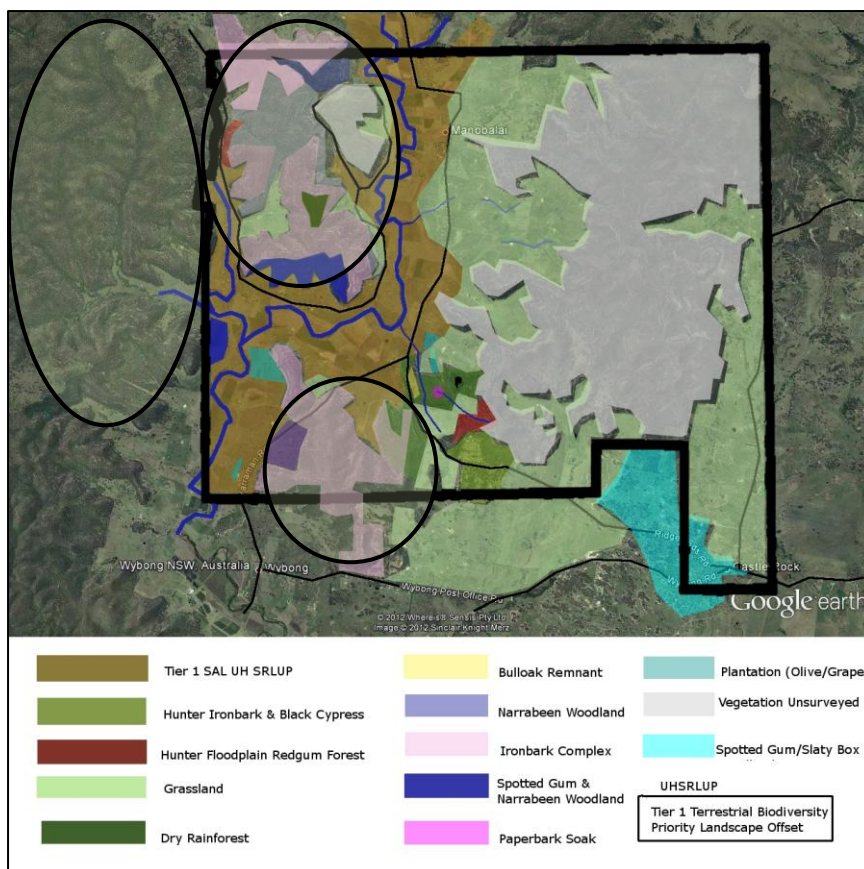 Manobalai
Wybong NSW, Australia
Wybong
Wybong Post Office Rd
Castle Rock
Google earth
© 2012 Whereis® Sensis Pty Ltd
Image © 2012 Sinclair Knight Merz
Tier 1 SAL UH SRLUP
Hunter Ironbark & Black Cypress
Hunter Floodplain Redgum Forest
Grassland
Dry Rainforest
Bulloak Remnant
Narrabeen Woodland
Ironbark Complex
Spotted Gum &
Narrabeen Woodland
Paperbark Soak
Plantation (Olive/Grape
Vegetation Unsurveyed
Spotted Gum/Slaty Box
UHSRLUP
Tier 1 Terrestrial Biodiversity
Priority Landscape Offset